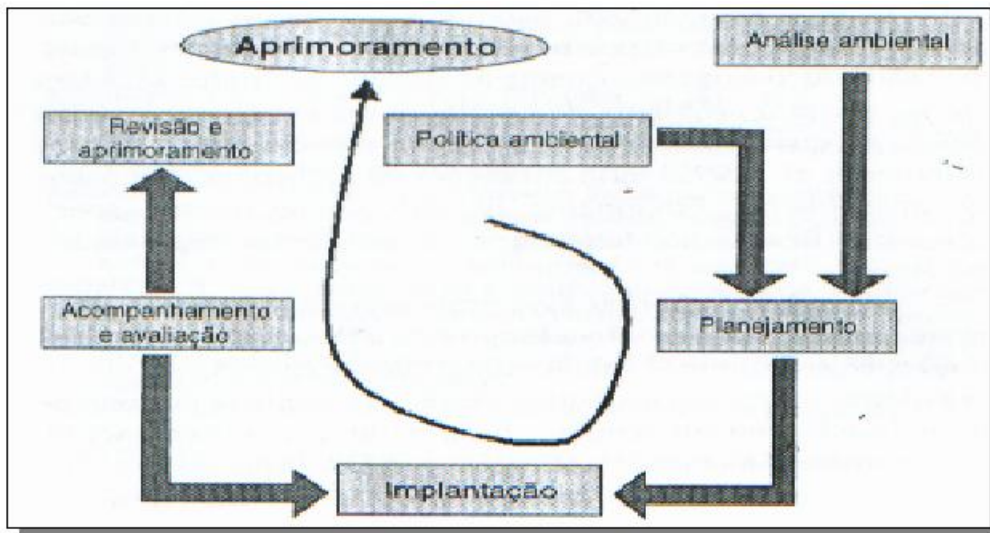 Aprimoramento
Análise ambiental
Revisão e
aprimoramento
Política ambiental
Acompanhamento
e avaliação
Planejamento
Implantação